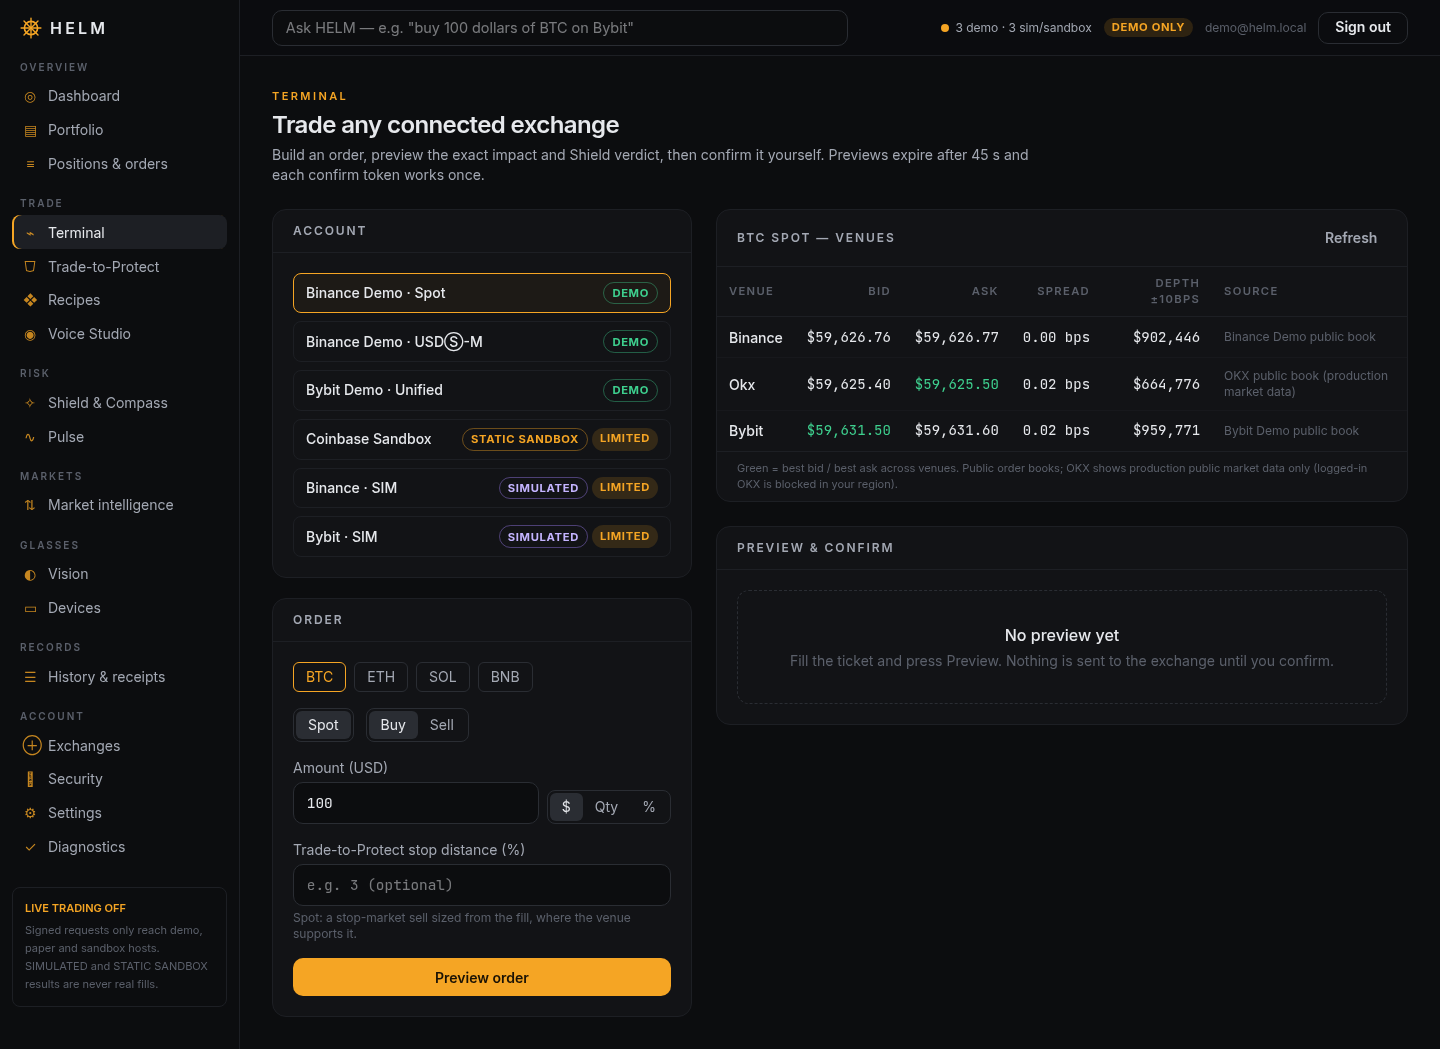 HELM
OVERVIEW
Dashboard
Portfolio
Positions & orders
TRADE
Terminal
Trade-to-Protect
Recipes
Voice Studio
RISK
Shield & Compass
Pulse
MARKETS
Market intelligence
GLASSES
Vision
Devices
RECORDS
History & receipts
ACCOUNT
Exchanges
Security
Settings
Diagnostics
LIVE TRADING OFF
Signed requests only reach demo,
paper and sandbox hosts.
SIMULATED and STATIC SANDBOX
results are never real fills.
Ask HELM — e.g. "buy 100 dollars of BTC on Bybit"
3 demo · 3 sim/sandbox DEMO ONLY demo@helm.local Sign out
TERMINAL
Trade any connected exchange
Build an order, preview the exact impact and Shield verdict, then confirm it yourself. Previews expire after 45 s and
each confirm token works once.
ACCOUNT
Binance Demo · Spot DEMO
Binance Demo · USDⓈ-M DEMO
Bybit Demo · Unified DEMO
Coinbase Sandbox STATIC SANDBOX LIMITED
Binance · SIM SIMULATED LIMITED
Bybit · SIM SIMULATED LIMITED
ORDER
BTC ETH SOL BNB
Spot Buy Sell
Amount (USD)
100 $ Qty %
Trade-to-Protect stop distance (%)
e.g. 3 (optional)
Spot: a stop-market sell sized from the fill, where the venue
supports it.
Preview order
BTC SPOT — VENUES Refresh
VENUE BID ASK SPREAD DEPTH ±10BPS SOURCE
Binance $59,626.76 $59,626.77 0.00 bps $902,446 Binance Demo public book
Okx $59,625.40 $59,625.50 0.02 bps $664,776 OKX public book (production
market data)
Bybit $59,631.50 $59,631.60 0.02 bps $959,771 Bybit Demo public book
Green = best bid / best ask across venues. Public order books; OKX shows production public market data only (logged-in
OKX is blocked in your region).
PREVIEW & CONFIRM
No preview yet
Fill the ticket and press Preview. Nothing is sent to the exchange until you confirm.